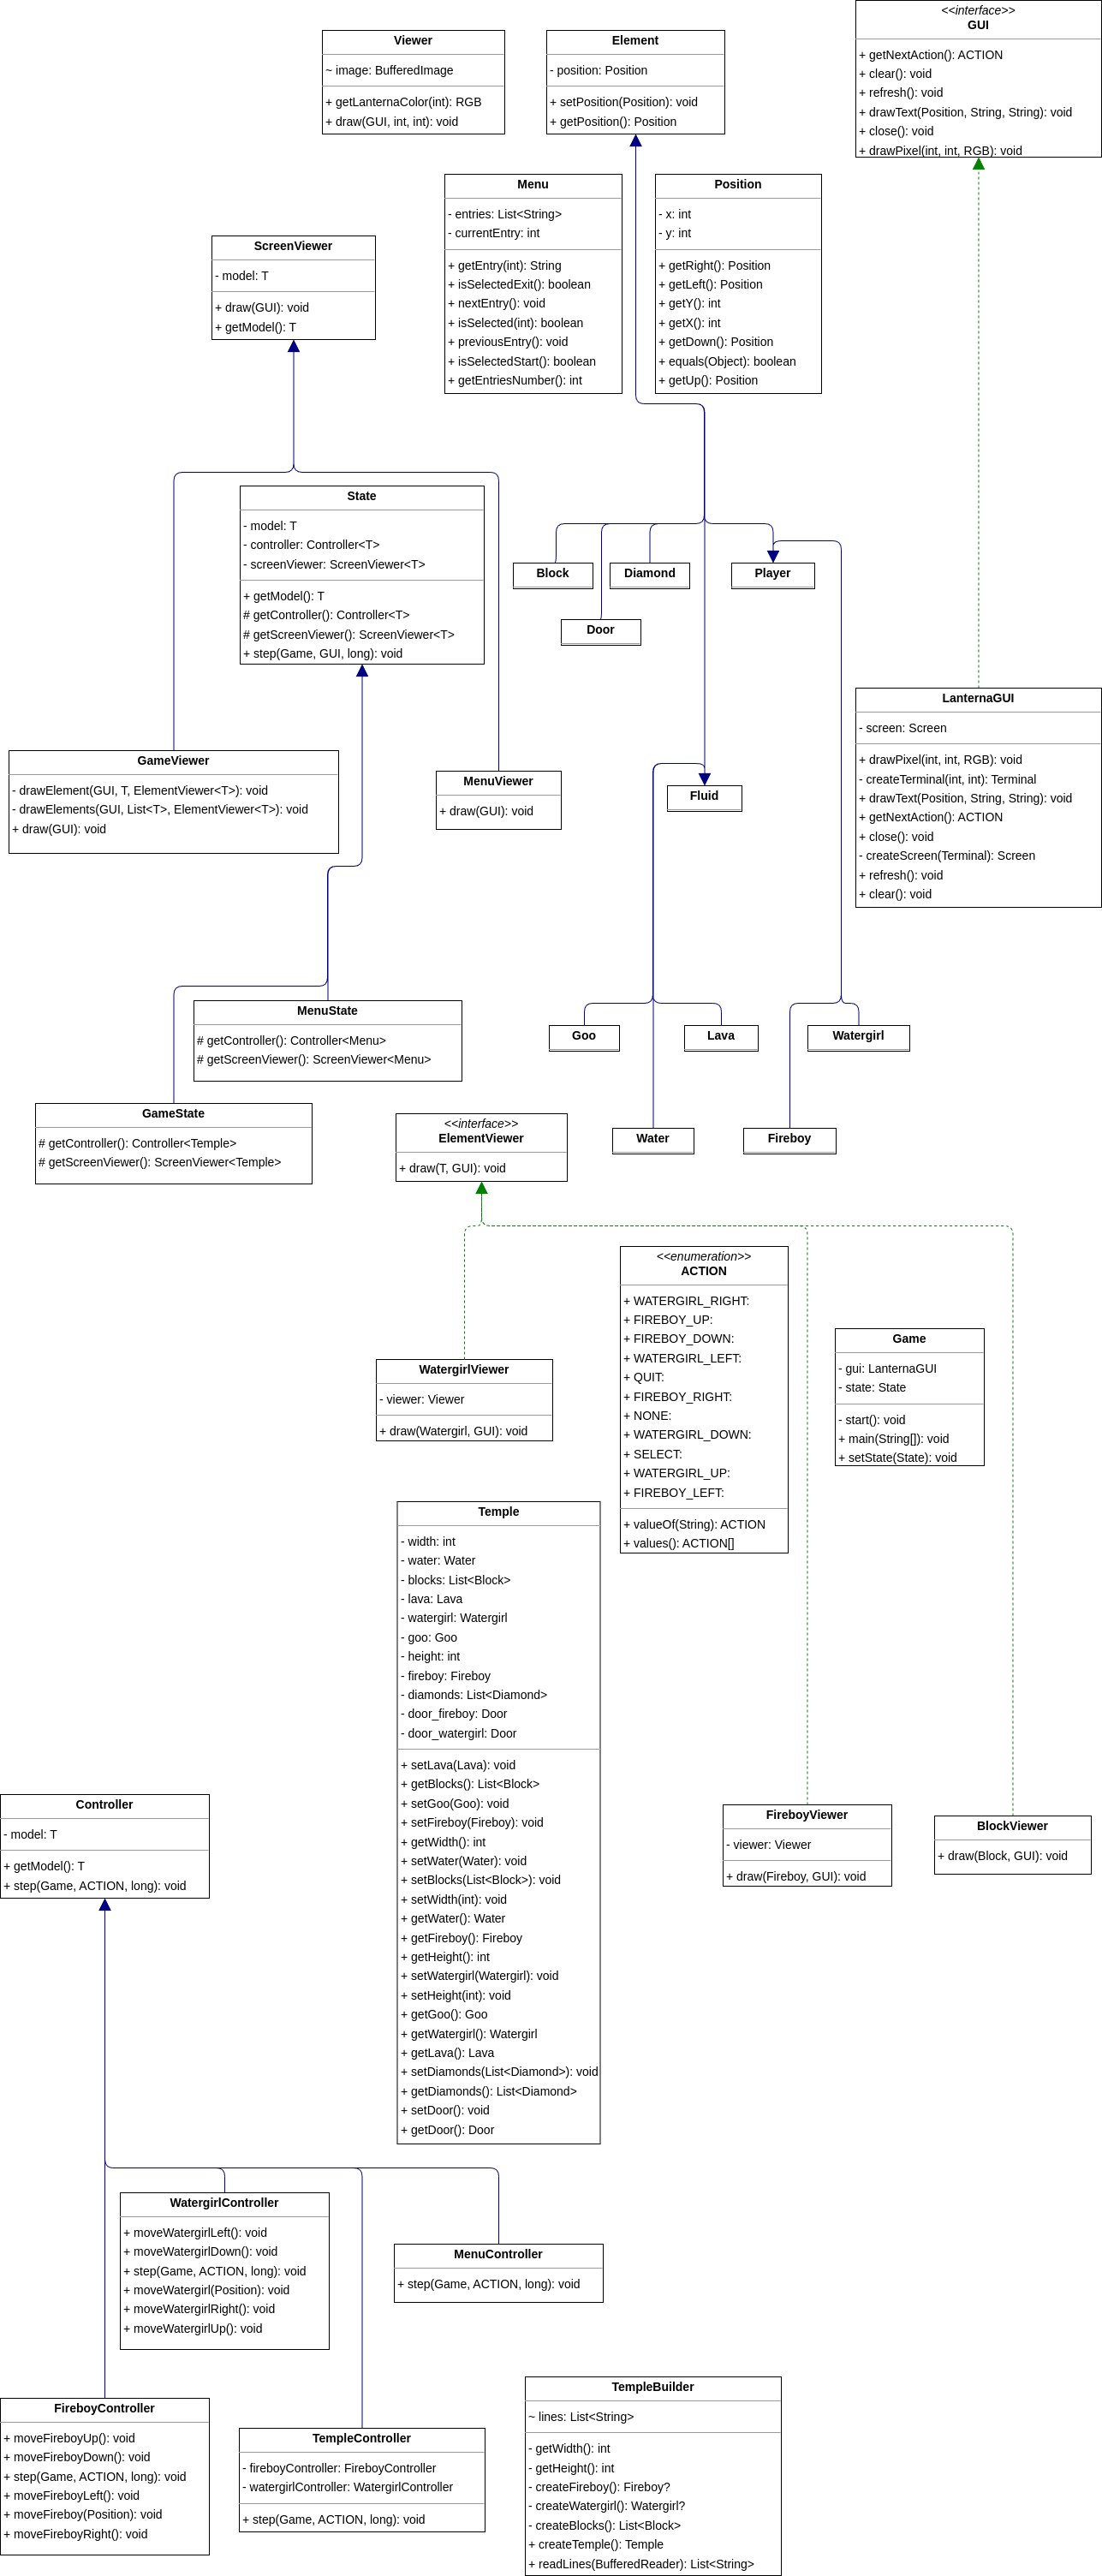 <<interface>>
GUI
+ getNextAction(): ACTION
+ clear(): void
+ refresh(): void
+ drawText(Position, String, String): void
+ close(): void
+ drawPixel(int, int, RGB): void
Viewer
~ image: BufferedImage
+ getLanternaColor(int): RGB
+ draw(GUI, int, int): void
Element
- position: Position
+ setPosition(Position): void
+ getPosition(): Position
Menu
- entries: List<String>
- currentEntry: int
+ getEntry(int): String
+ isSelectedExit(): boolean
+ nextEntry(): void
+ isSelected(int): boolean
+ previousEntry(): void
+ isSelectedStart(): boolean
+ getEntriesNumber(): int
Position
- x: int
- y: int
+ getRight(): Position
+ getLeft(): Position
+ getY(): int
+ getX(): int
+ getDown(): Position
+ equals(Object): boolean
+ getUp(): Position
ScreenViewer
- model: T
+ draw(GUI): void
+ getModel(): T
State
- model: T
- controller: Controller<T>
- screenViewer: ScreenViewer<T>
+ getModel(): T
# getController(): Controller<T>
# getScreenViewer(): ScreenViewer<T>
+ step(Game, GUI, long): void
Block
Diamond
Player
Door
LanternaGUI
- screen: Screen
+ drawPixel(int, int, RGB): void
- createTerminal(int, int): Terminal
+ drawText(Position, String, String): void
+ getNextAction(): ACTION
+ close(): void
- createScreen(Terminal): Screen
+ refresh(): void
+ clear(): void
GameViewer
- drawElement(GUI, T, ElementViewer<T>): void
- drawElements(GUI, List<T>, ElementViewer<T>): void
+ draw(GUI): void
MenuViewer
+ draw(GUI): void
Fluid
MenuState
# getController(): Controller<Menu>
# getScreenViewer(): ScreenViewer<Menu>
Goo
Lava
Watergirl
GameState
# getController(): Controller<Temple>
# getScreenViewer(): ScreenViewer<Temple>
<<interface>>
ElementViewer
+ draw(T, GUI): void
Water
Fireboy
<<enumeration>>
ACTION
+ WATERGIRL_RIGHT:
+ FIREBOY_UP:
+ FIREBOY_DOWN:
+ WATERGIRL_LEFT:
+ QUIT:
+ FIREBOY_RIGHT:
+ NONE:
+ WATERGIRL_DOWN:
+ SELECT:
+ WATERGIRL_UP:
+ FIREBOY_LEFT:
+ valueOf(String): ACTION
+ values(): ACTION[]
Game
- gui: LanternaGUI
- state: State
- start(): void
+ main(String[]): void
+ setState(State): void
WatergirlViewer
- viewer: Viewer
+ draw(Watergirl, GUI): void
Temple
- width: int
- water: Water
- blocks: List<Block>
- lava: Lava
- watergirl: Watergirl
- goo: Goo
- height: int
- fireboy: Fireboy
- diamonds: List<Diamond>
- door_fireboy: Door
- door_watergirl: Door
+ setLava(Lava): void
+ getBlocks(): List<Block>
+ setGoo(Goo): void
+ setFireboy(Fireboy): void
+ getWidth(): int
+ setWater(Water): void
+ setBlocks(List<Block>): void
+ setWidth(int): void
+ getWater(): Water
+ getFireboy(): Fireboy
+ getHeight(): int
+ setWatergirl(Watergirl): void
+ setHeight(int): void
+ getGoo(): Goo
+ getWatergirl(): Watergirl
+ getLava(): Lava
+ setDiamonds(List<Diamond>): void
+ getDiamonds(): List<Diamond>
+ setDoor(): void
+ getDoor(): Door
Controller
- model: T
+ getModel(): T
+ step(Game, ACTION, long): void
FireboyViewer
- viewer: Viewer
+ draw(Fireboy, GUI): void
BlockViewer
+ draw(Block, GUI): void
WatergirlController
+ moveWatergirlLeft(): void
+ moveWatergirlDown(): void
+ step(Game, ACTION, long): void
+ moveWatergirl(Position): void
+ moveWatergirlRight(): void
+ moveWatergirlUp(): void
MenuController
+ step(Game, ACTION, long): void
FireboyController
+ moveFireboyUp(): void
+ moveFireboyDown(): void
+ step(Game, ACTION, long): void
+ moveFireboyLeft(): void
+ moveFireboy(Position): void
+ moveFireboyRight(): void
TempleController
- fireboyController: FireboyController
- watergirlController: WatergirlController
+ step(Game, ACTION, long): void
TempleBuilder
~ lines: List<String>
- getWidth(): int
- getHeight(): int
- createFireboy(): Fireboy?
- createWatergirl(): Watergirl?
- createBlocks(): List<Block>
+ createTemple(): Temple
+ readLines(BufferedReader): List<String>